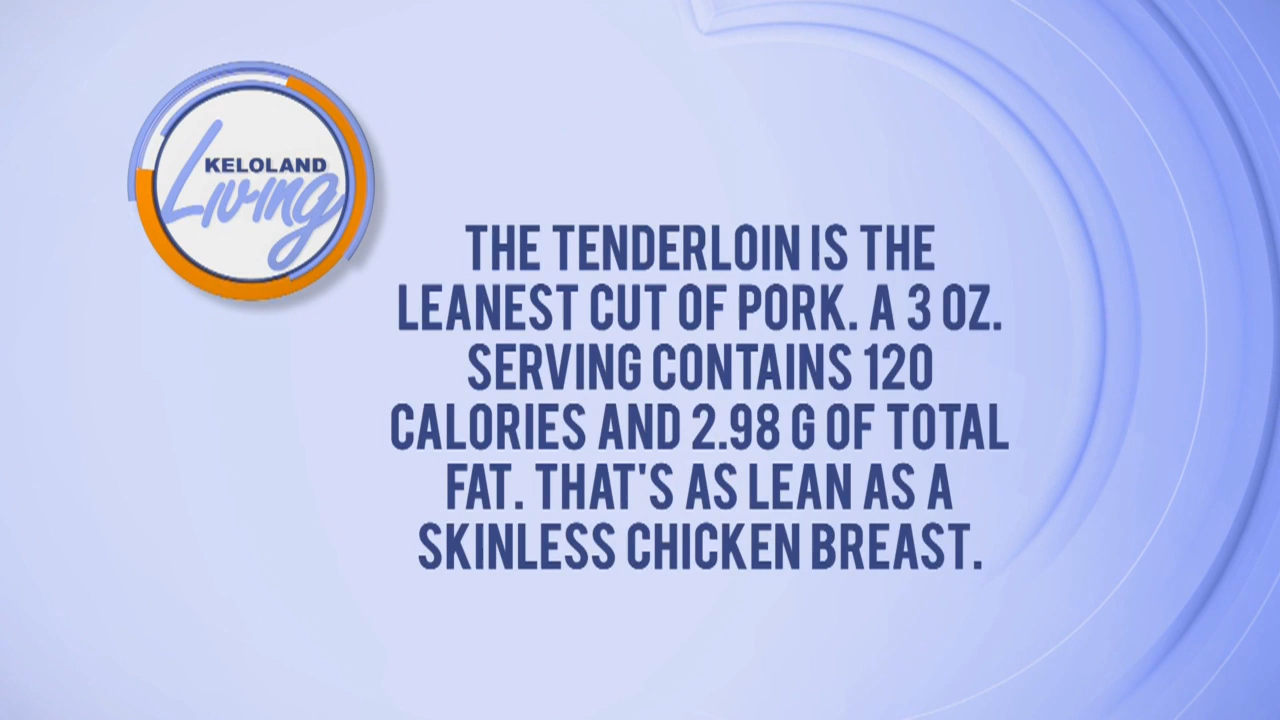 KELOLAND
Living
THE TENDERLOIN IS THE
LEANEST CUT OF PORK. A 3 OZ.
SERVING CONTAINS 120
CALORIES AND 2.98 G OF TOTAL
FAT. THAT'S AS LEAN AS A
SKINLESS CHICKEN BREAST.